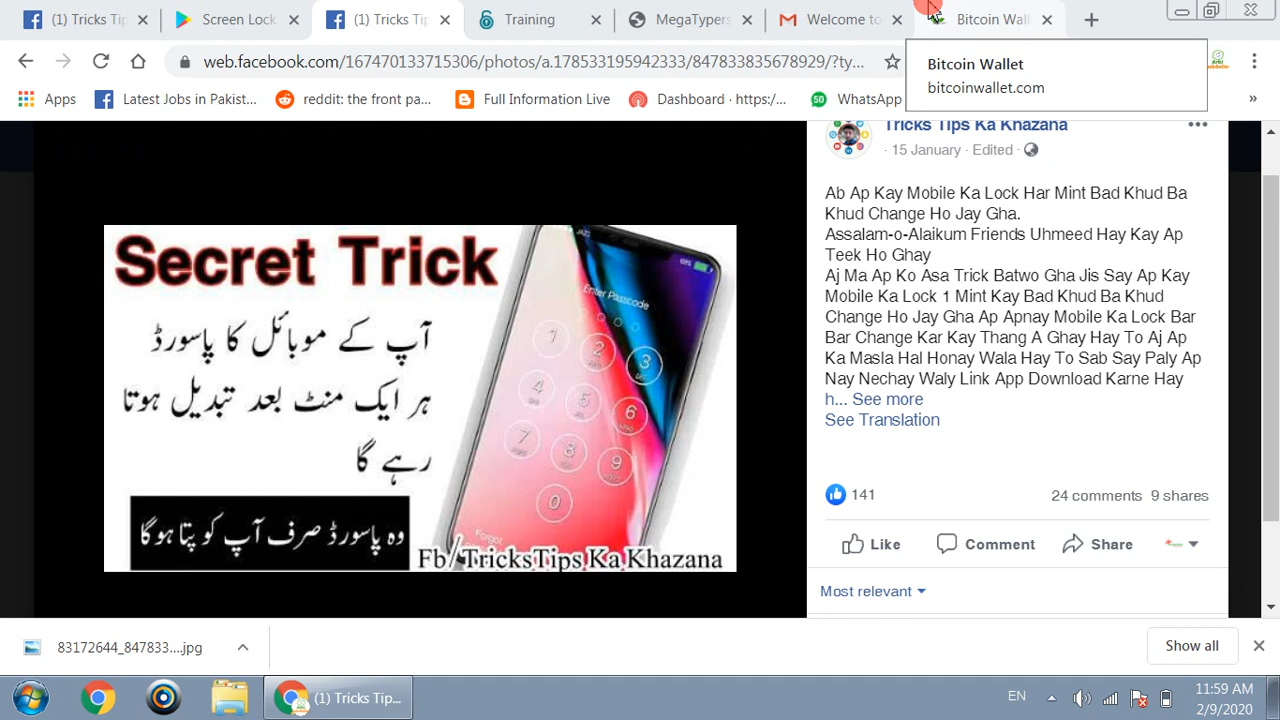 (1) Tricks Tip
Screen Lock
(1) Tricks Tip
Training
MegaTypers
Welcome to
Bitcoin Wall
web.facebook.com/167470133715306/photos/a.178533195942333/847833835678929/?ty...
Bitcoin Wallet
bitcoinwallet.com
Apps
Latest Jobs in Pakist...
reddit: the front pa...
Full Information Live
Dashboard - https:/...
50
WhatsApp
»
Tricks Tips Ka Khazana
· 15 January · Edited ·
Ab Ap Kay Mobile Ka Lock Har Mint Bad Khud Ba
Khud Change Ho Jay Gha.
Assalam-o-Alaikum Friends Uhmeed Hay Kay Ap
Teek Ho Ghay
Aj Ma Ap Ko Asa Trick Batwo Gha Jis Say Ap Kay
Mobile Ka Lock 1 Mint Kay Bad Khud Ba Khud
Change Ho Jay Gha Ap Apnay Mobile Ka Lock Bar
Bar Change Kar Kay Thang A Ghay Hay To Aj Ap
Ka Masla Hal Honay Wala Hay To Sab Say Paly Ap
Nay Nechay Waly Link App Download Karne Hay
h... See more
See Translation
141
24 comments 9 shares
Like
Comment
Share
Most relevant
Secret Trick
آپ کے موبائل کا پاسورڈ
ہر ایک منٹ بعد تبدیل ہوتا
رہے گا
وہ پاسورڈ صرف آپ کو پتا ہوگا
Enter Passcode
1
2
3
4
5
6
7
8
9
0
Fb/TricksTips Ka Khazana
83172644_847833....jpg
Show all
(1) Tricks Tip...
EN
11:59 AM
2/9/2020